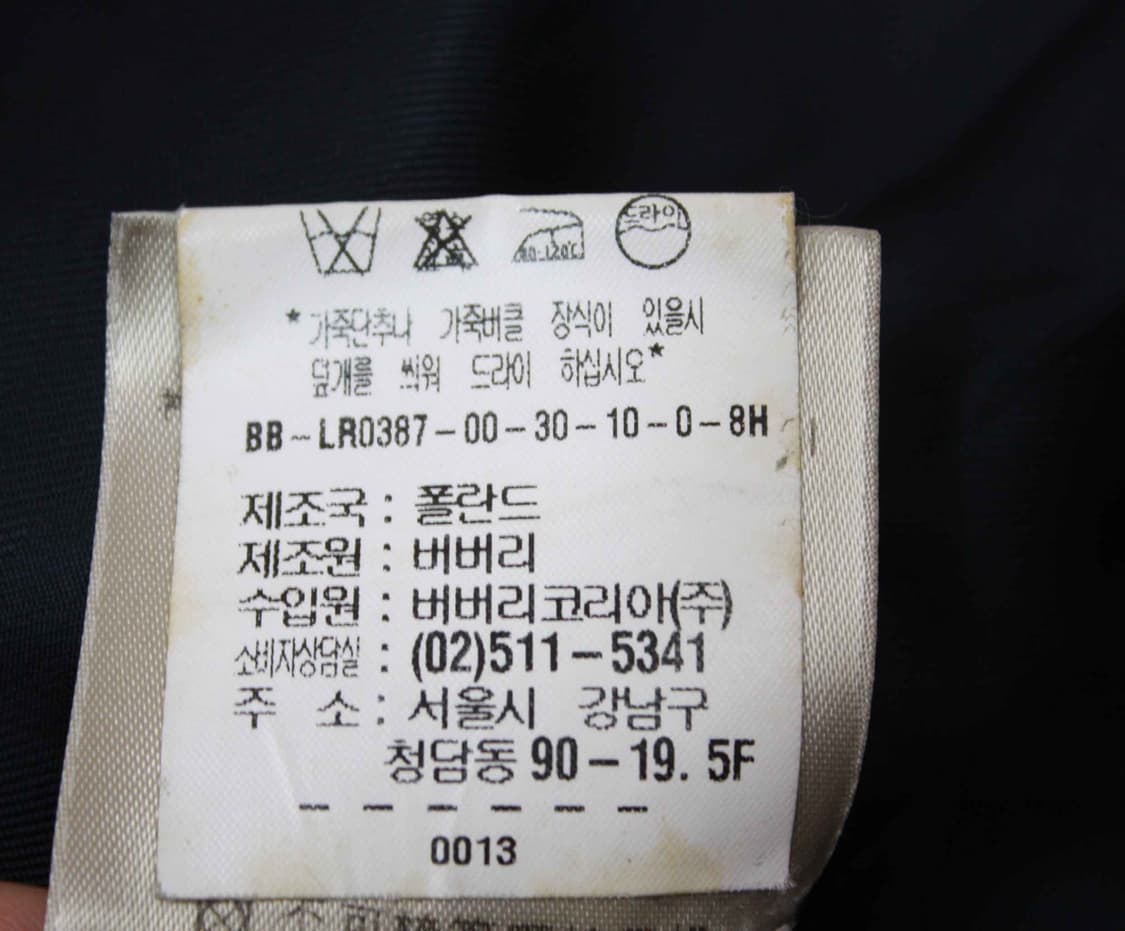 드라이
80-120℃
*가죽단추나 가죽버클 장식이 있을시
덮개를 씌워 드라이 하십시오*
BB-LR0387-00-30-10-0-8H
제조국 : 폴란드
제조원 : 버버리
수입원 : 버버리코리아(주)
소비자상담실 : (02)511-5341
주 소 : 서울시 강남구
청담동 90-19. 5F
------
0013